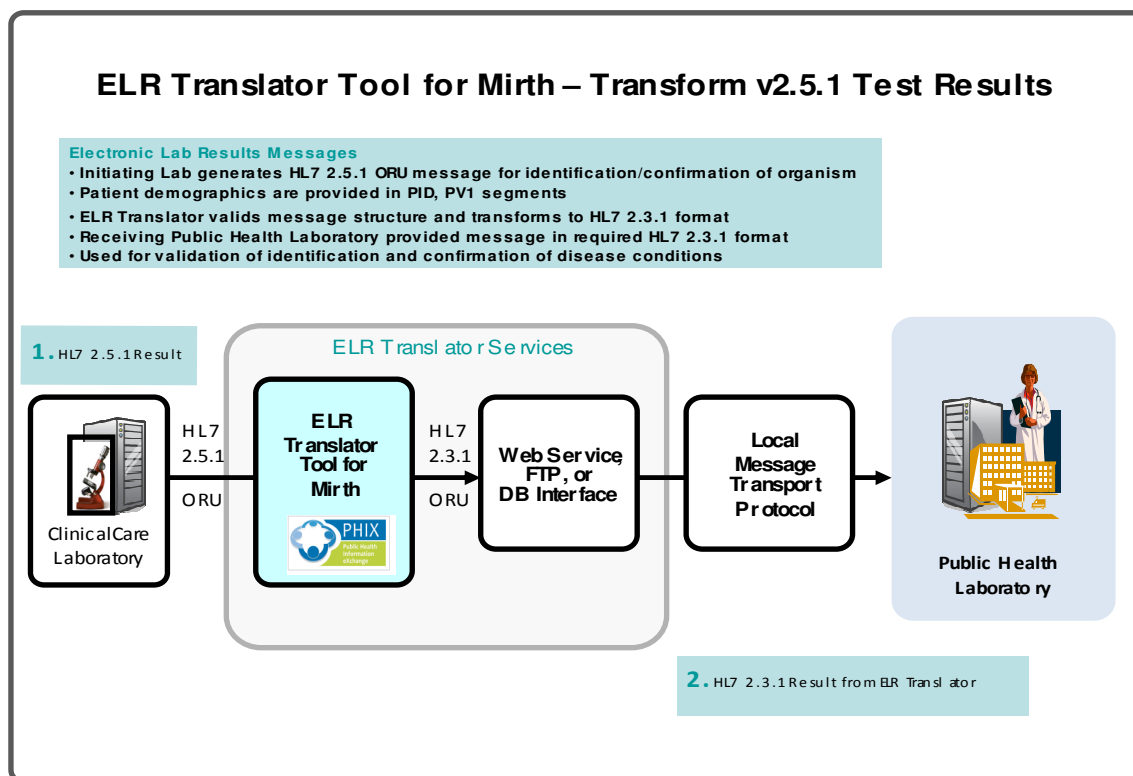 ELR Translator Tool for Mirth – Transform v2.5.1 Test Results
Electronic Lab Results Messages
• Initiating Lab generates HL7 2.5.1 ORU message for identification/confirmation of organism
• Patient demographics are provided in PID, PV1 segments
• ELR Translator valids message structure and transforms to HL7 2.3.1 format
• Receiving Public Health Laboratory provided message in required HL7 2.3.1 format
• Used for validation of identification and confirmation of disease conditions
1. HL7 2.5.1 Result
ELR Translator Services
Clinical Care
Laboratory
HL7
2.5.1
ORU
ELR
Translator
Tool for
Mirth
PHIX
Public Health
Information
eXchange
HL7
2.3.1
ORU
Web Service,
FTP, or
DB Interface
Local
Message
Transport
Protocol
Public Health
Laboratory
2. HL7 2.3.1 Result from ELR Translator